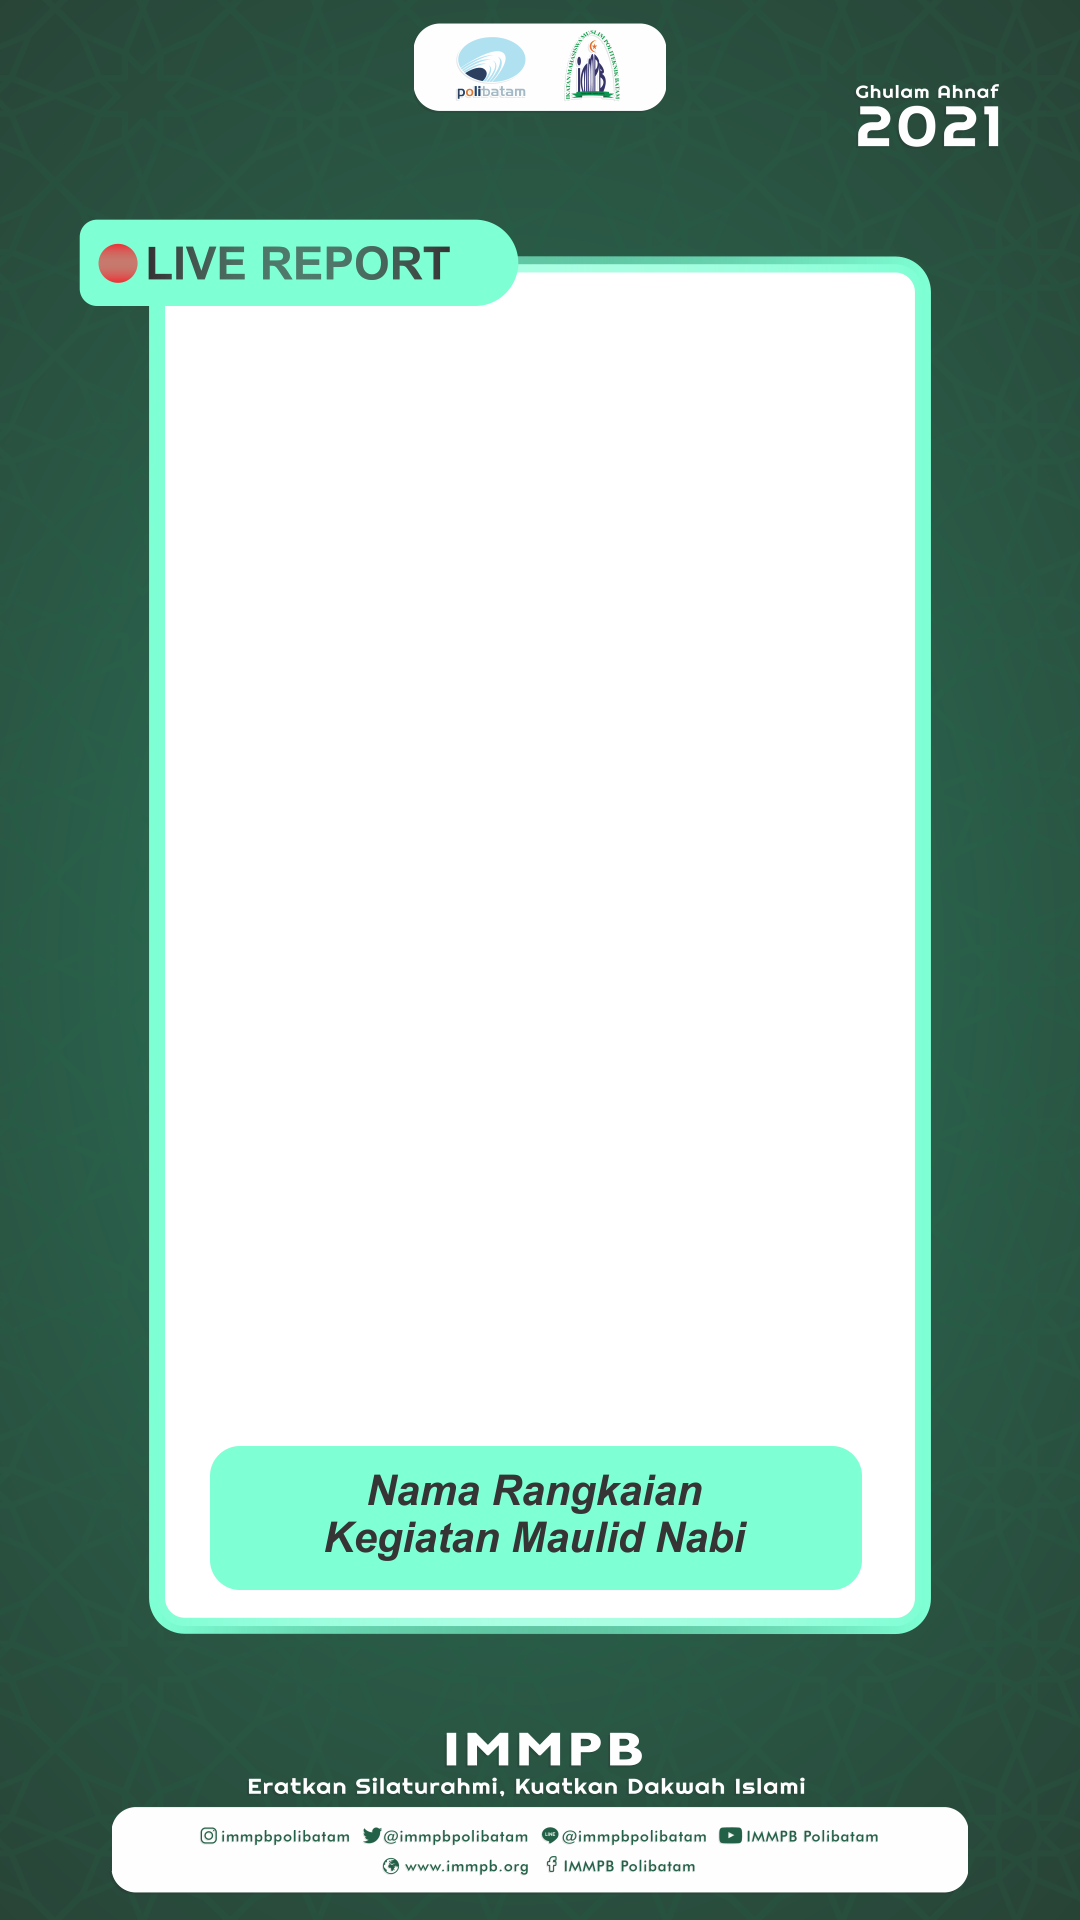 polibatam
IKATAN MAHASISWA MUSLIM POLITEKNIK BATAM
Ghulam Ahnaf
2021
LIVE REPORT
Nama Rangkaian
Kegiatan Maulid Nabi
IMMPB
Eratkan Silaturahmi, Kuatkan Dakwah Islami
immpbpolibatam @immpbpolibatam LINE @immpbpolibatam IMMPB Polibatam
www.immpb.org IMMPB Polibatam